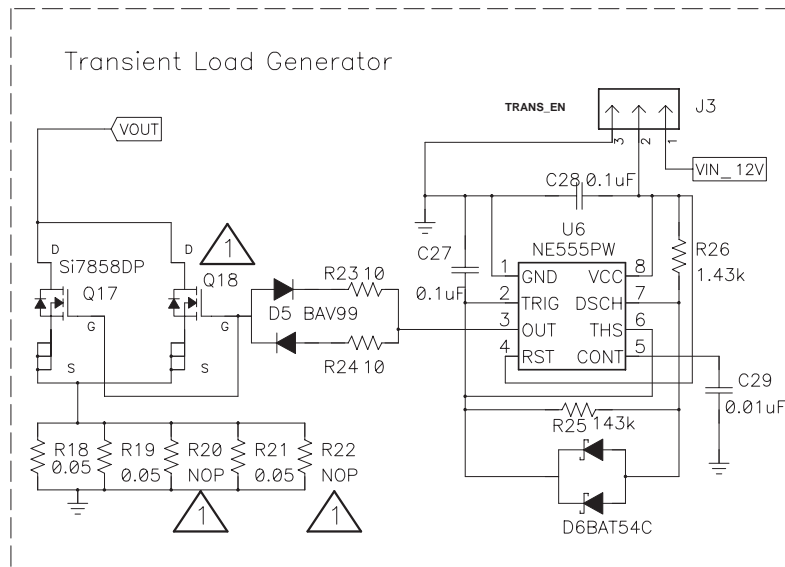 Transient Load Generator
TRANS_EN
J3
3
2
1
VOUT
VIN_12V
C28 0.1uF
U6
NE555PW
D
D
1
Si7858DP
Q17
Q18
G
G
S
S
D5 BAV99
R23 10
R24 10
C27
0.1uF
R26
1.43k
1 GND VCC 8
2 TRIG DSCH 7
3 OUT THS 6
4 RST CONT 5
C29
0.01uF
R25 143k
D6BAT54C
R18
0.05
R19
0.05
R20
NOP
R21
0.05
R22
NOP
1
1